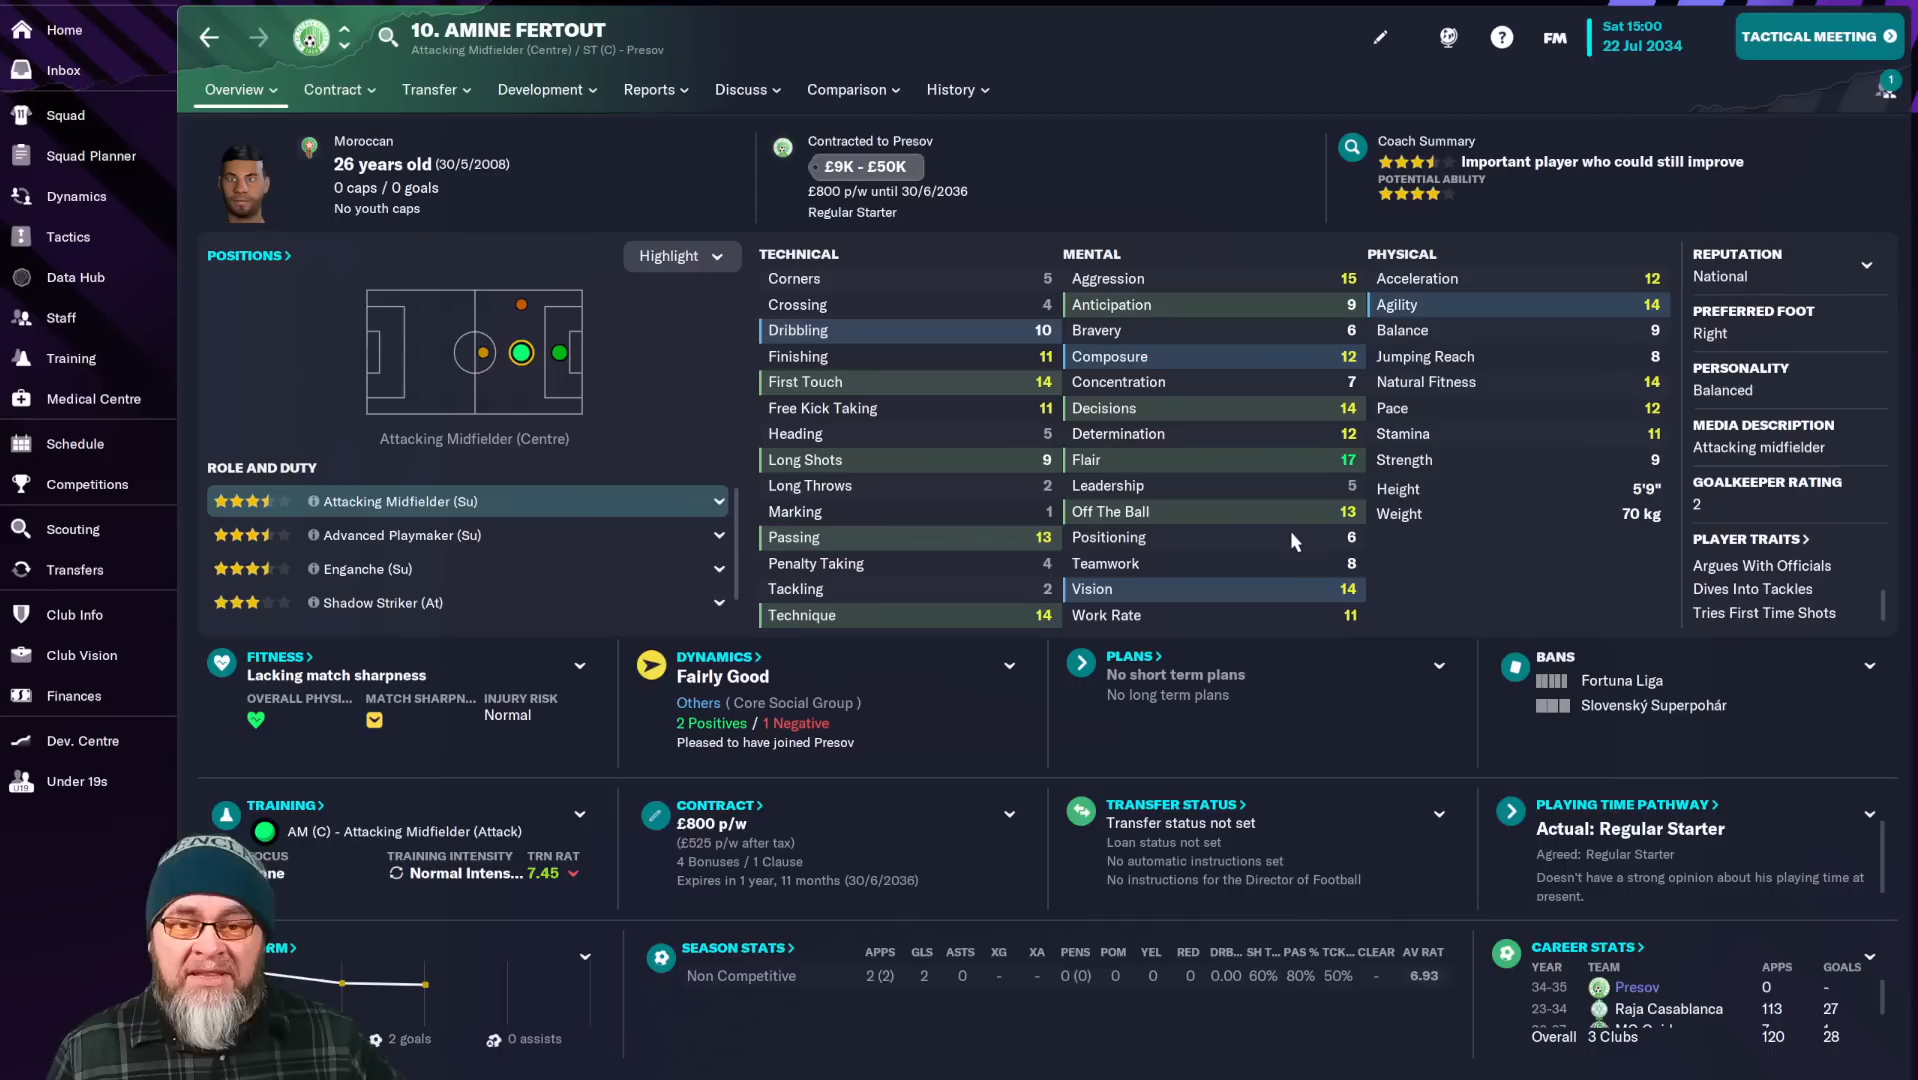 Home
Inbox
Squad
Squad Planner
Dynamics
Tactics
Data Hub
Staff
Training
Medical Centre
Schedule
Competitions
Scouting
Transfers
Club Info
Club Vision
Finances
Dev. Centre
U19 Under 19s
10. AMINE FERTOUT
Attacking Midfielder (Centre) / ST (C) - Presov
FM
Sat 15:00
22 Jul 2034
TACTICAL MEETING
1
Overview
Contract
Transfer
Development
Reports
Discuss
Comparison
History
Moroccan
26 years old (30/5/2008)
0 caps / 0 goals
No youth caps
Contracted to Presov
£9K - £50K
£800 p/w until 30/6/2036
Regular Starter
Coach Summary
Important player who could still improve
POTENTIAL ABILITY
POSITIONS
Highlight
Attacking Midfielder (Centre)
ROLE AND DUTY
Attacking Midfielder (Su)
Advanced Playmaker (Su)
Enganche (Su)
Shadow Striker (At)
TECHNICAL
Corners 5
Crossing 4
Dribbling 10
Finishing 11
First Touch 14
Free Kick Taking 11
Heading 5
Long Shots 9
Long Throws 2
Marking 1
Passing 13
Penalty Taking 4
Tackling 2
Technique 14
MENTAL
Aggression 15
Anticipation 9
Bravery 6
Composure 12
Concentration 7
Decisions 14
Determination 12
Flair 17
Leadership 5
Off The Ball 13
Positioning 6
Teamwork 8
Vision 14
Work Rate 11
PHYSICAL
Acceleration 12
Agility 14
Balance 9
Jumping Reach 8
Natural Fitness 14
Pace 12
Stamina 11
Strength 9
Height 5'9"
Weight 70 kg
REPUTATION
National
PREFERRED FOOT
Right
PERSONALITY
Balanced
MEDIA DESCRIPTION
Attacking midfielder
GOALKEEPER RATING
2
PLAYER TRAITS
Argues With Officials
Dives Into Tackles
Tries First Time Shots
FITNESS
Lacking match sharpness
OVERALL PHYSI... MATCH SHARPN... INJURY RISK
Normal
DYNAMICS
Fairly Good
Others ( Core Social Group )
2 Positives / 1 Negative
Pleased to have joined Presov
PLANS
No short term plans
No long term plans
BANS
Fortuna Liga
Slovenský Superpohár
TRAINING
AM (C) - Attacking Midfielder (Attack)
OCUS TRAINING INTENSITY TRN RAT
one Normal Intens... 7.45
CONTRACT
£800 p/w
(£525 p/w after tax)
4 Bonuses / 1 Clause
Expires in 1 year, 11 months (30/6/2036)
TRANSFER STATUS
Transfer status not set
Loan status not set
No automatic instructions set
No instructions for the Director of Football
PLAYING TIME PATHWAY
Actual: Regular Starter
Agreed: Regular Starter
Doesn't have a strong opinion about his playing time at
present.
RM
2 goals 0 assists
SEASON STATS APPS GLS ASTS XG XA PENS POM YEL RED DRB... SH T... PAS % TCK... CLEAR AV RAT
Non Competitive 2 (2) 2 0 - - 0 (0) 0 0 0 0.00 60% 80% 50% - 6.93
CAREER STATS
YEAR TEAM APPS GOALS
34-35 Presov 0 -
23-34 Raja Casablanca 113 27
Overall 3 Clubs 120 28